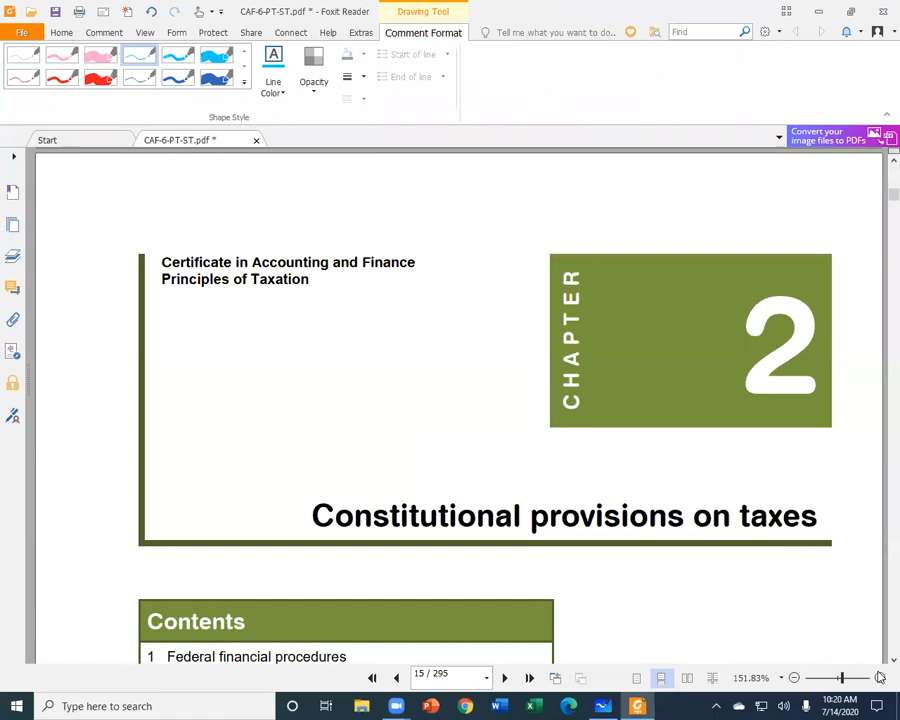 CAF-6-PT-ST.pdf * - Foxit Reader
Drawing Tool
File
Home
Comment
View
Form
Protect
Share
Connect
Help
Extras
Comment Format
Tell me what you want to do..
Find
Line
Color
Opacity
Start of line
End of line
Shape Style
Start
CAF-6-PT-ST.pdf *
Convert your
image files to PDFs
Certificate in Accounting and Finance
Principles of Taxation
CHAPTER
2
Constitutional provisions on taxes
Contents
1 Federal financial procedures
15 / 295
151.83%
Type here to search
10:20 AM
7/14/2020